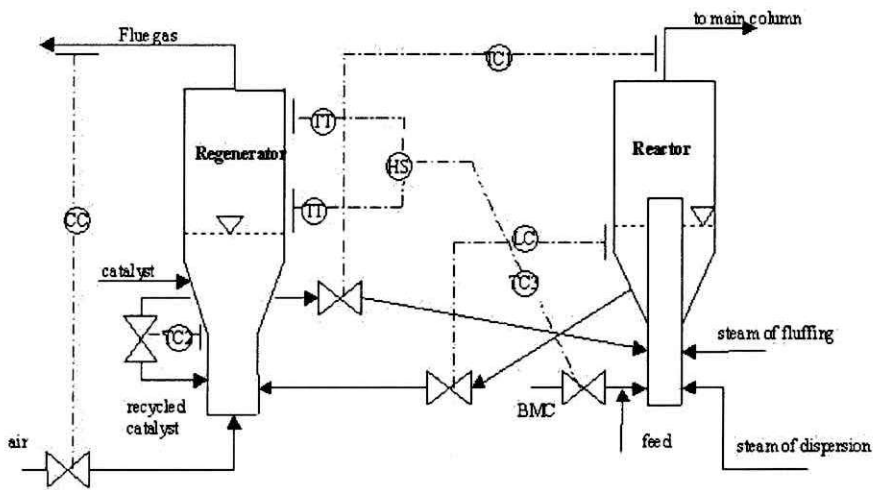 to main column
Flue gas
TC1
TT
Regenerator
HS
Reactor
TT
CC
LC
TC3
catalyst
TC2
steam of fluffing
recycled
catalyst
BMC
air
feed
steam of dispersion